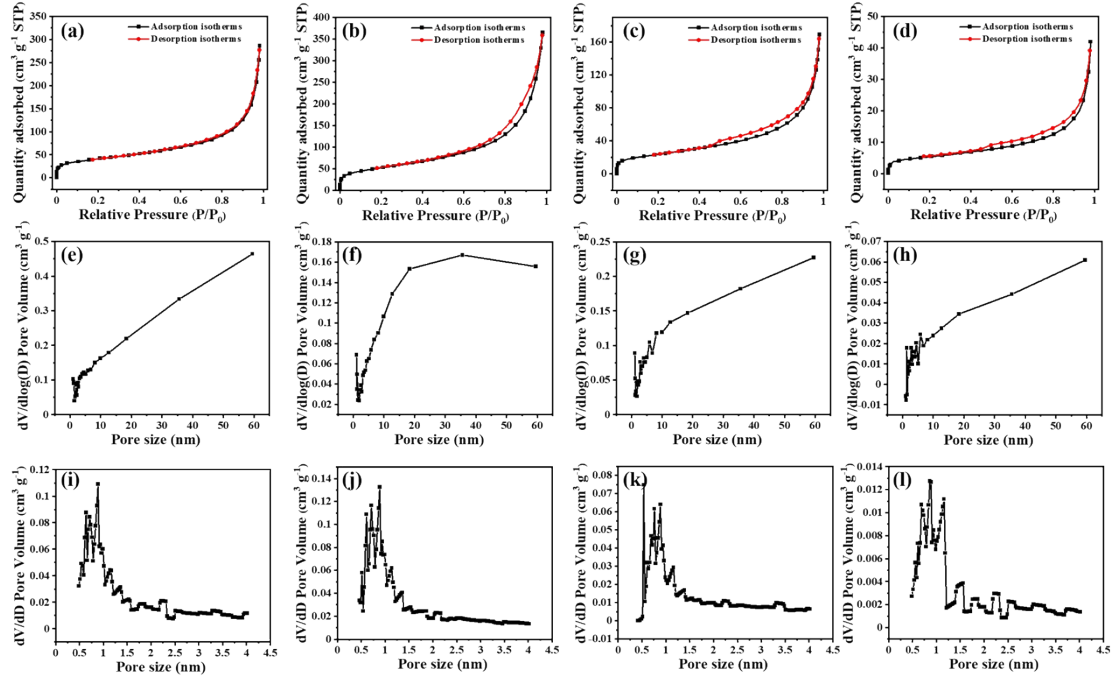 (a)
Adsorption isotherms
Desorption isotherms
Quantity adsorbed (cm³ g⁻¹ STP)
350
300
250
200
150
100
50
0
0 0.2 0.4 0.6 0.8 1
Relative Pressure (P/P₀)
(b)
Adsorption isotherms
Desorption isotherms
Quantity adsorbed (cm³ g⁻¹ STP)
400
350
300
250
200
150
100
50
0
0 0.2 0.4 0.6 0.8 1
Relative Pressure (P/P₀)
(c)
Adsorption isotherms
Desorption isotherms
Quantity adsorbed (cm³ g⁻¹ STP)
160
120
80
40
0
0 0.2 0.4 0.6 0.8 1
Relative Pressure (P/P₀)
(d)
Adsorption isotherms
Desorption isotherms
Quantity adsorbed (cm³ g⁻¹ STP)
50
40
30
20
10
0
0 0.2 0.4 0.6 0.8 1
Relative Pressure (P/P₀)
(e)
dV/dlog(D) Pore Volume (cm³ g⁻¹)
0.5
0.4
0.3
0.2
0.1
0
0 10 20 30 40 50 60
Pore size (nm)
(f)
dV/dlog(D) Pore Volume (cm³ g⁻¹)
0.18
0.16
0.14
0.12
0.10
0.08
0.06
0.04
0.02
0 10 20 30 40 50 60
Pore size (nm)
(g)
dV/dlog(D) Pore Volume (cm³ g⁻¹)
0.25
0.20
0.15
0.10
0.05
0
0 10 20 30 40 50 60
Pore size (nm)
(h)
dV/dlog(D) Pore Volume (cm³ g⁻¹)
0.07
0.06
0.05
0.04
0.03
0.02
0.01
0
-0.01
0 10 20 30 40 50 60
Pore size (nm)
(i)
dV/dD Pore Volume (cm³ g⁻¹)
0.12
0.10
0.08
0.06
0.04
0.02
0
0 0.5 1 1.5 2 2.5 3 3.5 4 4.5
Pore size (nm)
(j)
dV/dD Pore Volume (cm³ g⁻¹)
0.14
0.12
0.10
0.08
0.06
0.04
0.02
0
0 0.5 1 1.5 2 2.5 3 3.5 4 4.5
Pore size (nm)
(k)
dV/dD Pore Volume (cm³ g⁻¹)
0.08
0.07
0.06
0.05
0.04
0.03
0.02
0.01
0
-0.01
0 0.5 1 1.5 2 2.5 3 3.5 4 4.5
Pore size (nm)
(l)
dV/dD Pore Volume (cm³ g⁻¹)
0.014
0.012
0.010
0.008
0.006
0.004
0.002
0
0 0.5 1 1.5 2 2.5 3 3.5 4 4.5
Pore size (nm)